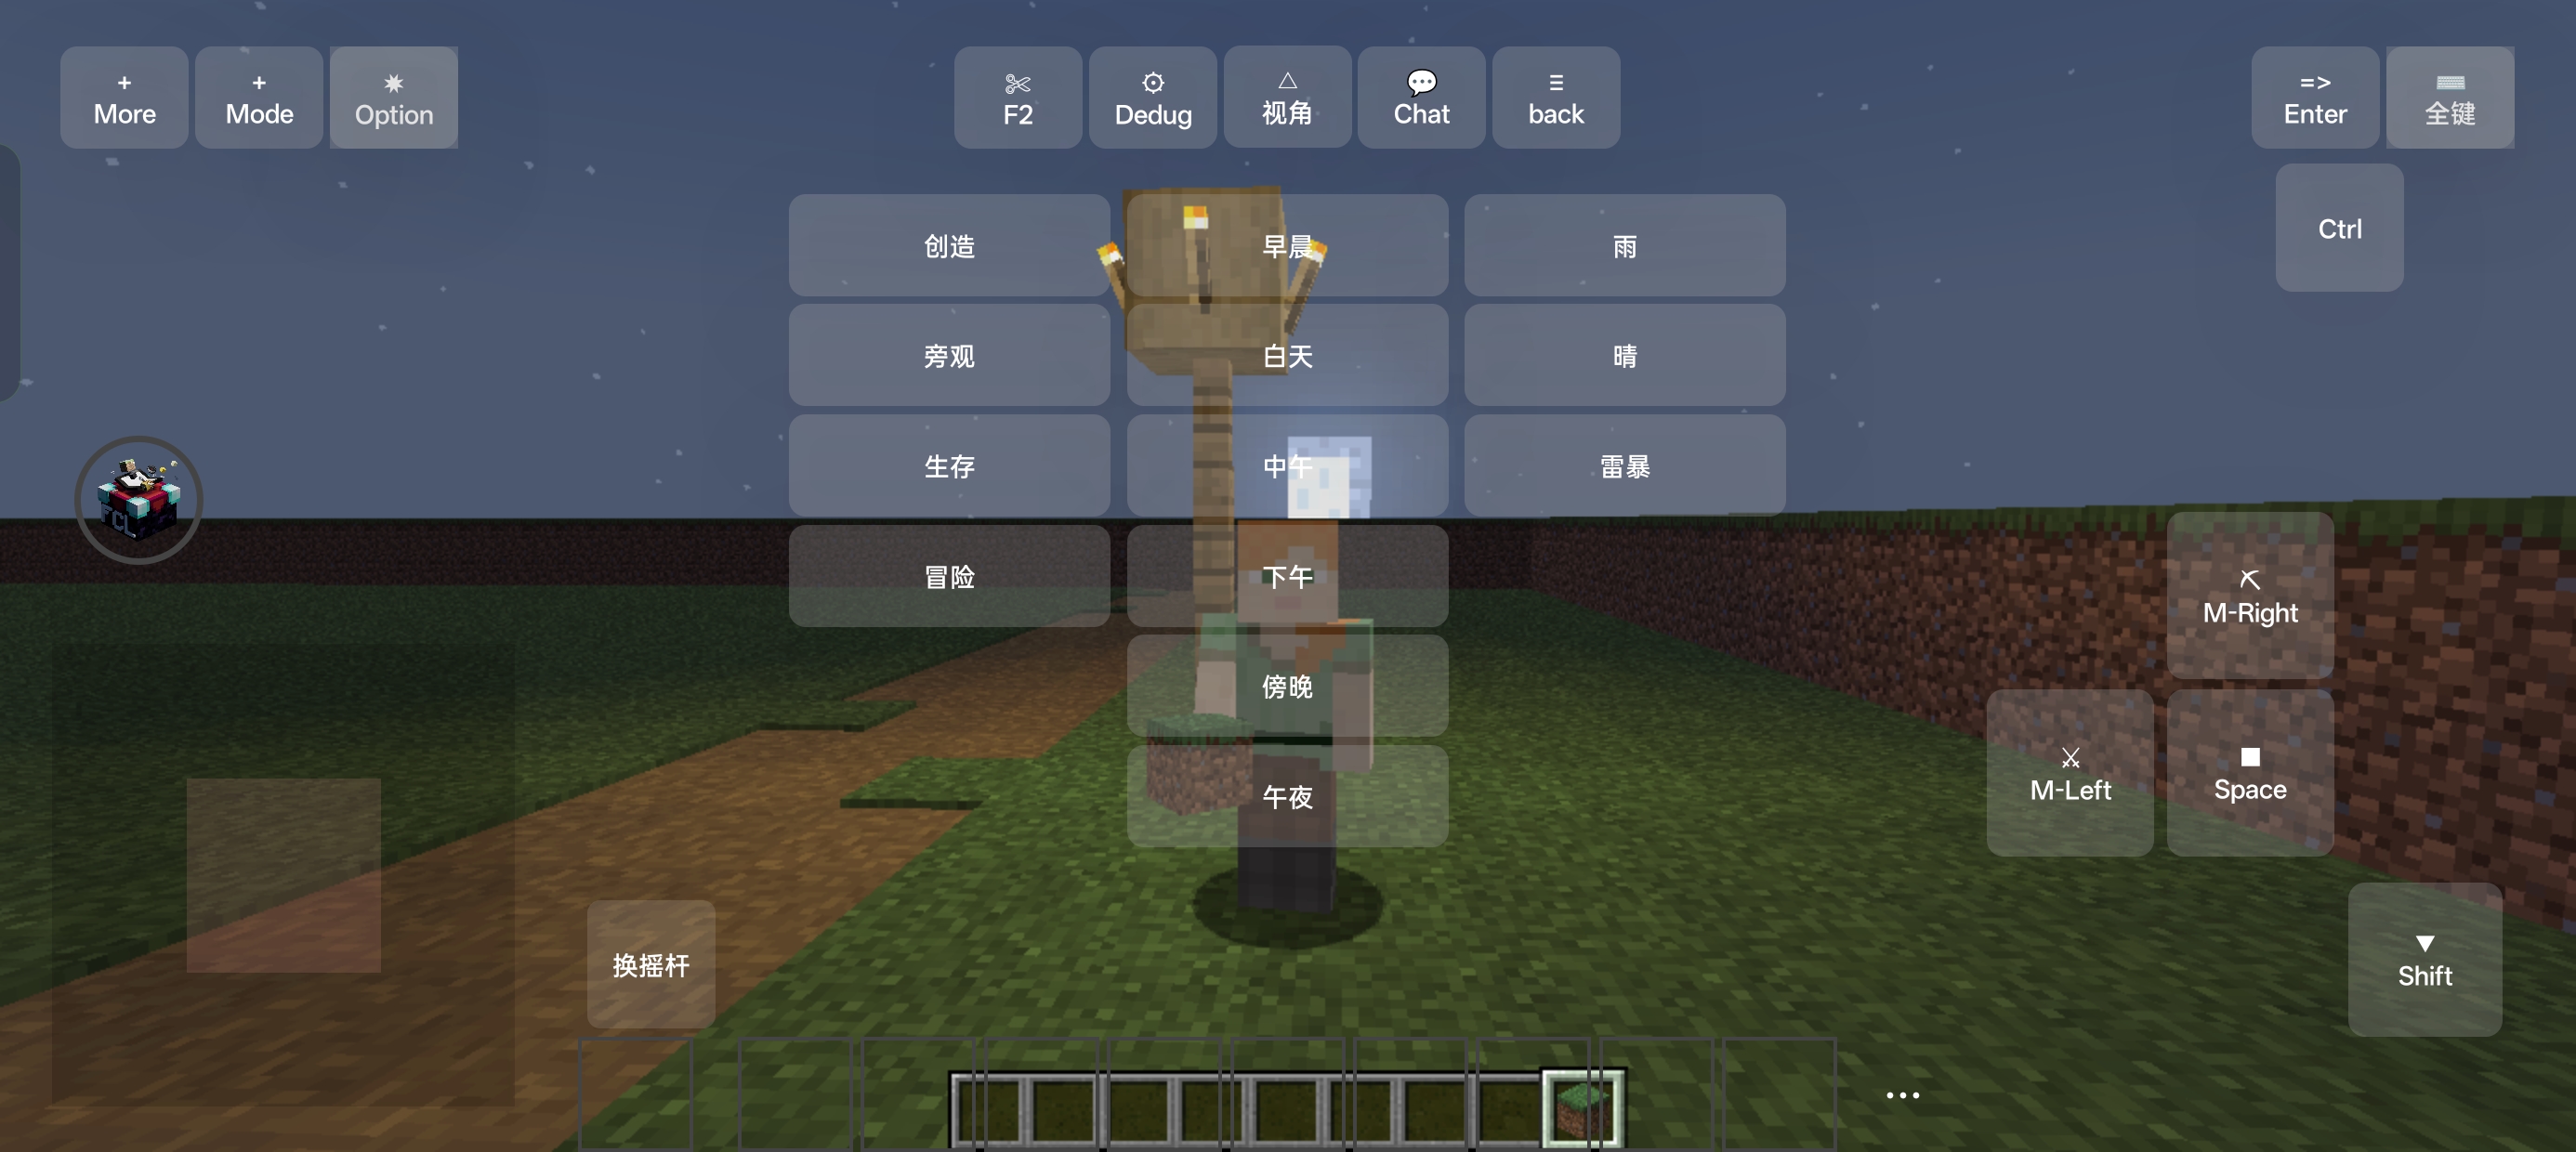 +
More
+
Mode
Option
F2
Dedug
视角
Chat
back
=>
Enter
全键
Ctrl
创造
早晨
雨
旁观
白天
晴
生存
中午
雷暴
冒险
下午
傍晚
午夜
FCL
M-Right
M-Left
Space
换摇杆
Shift
...